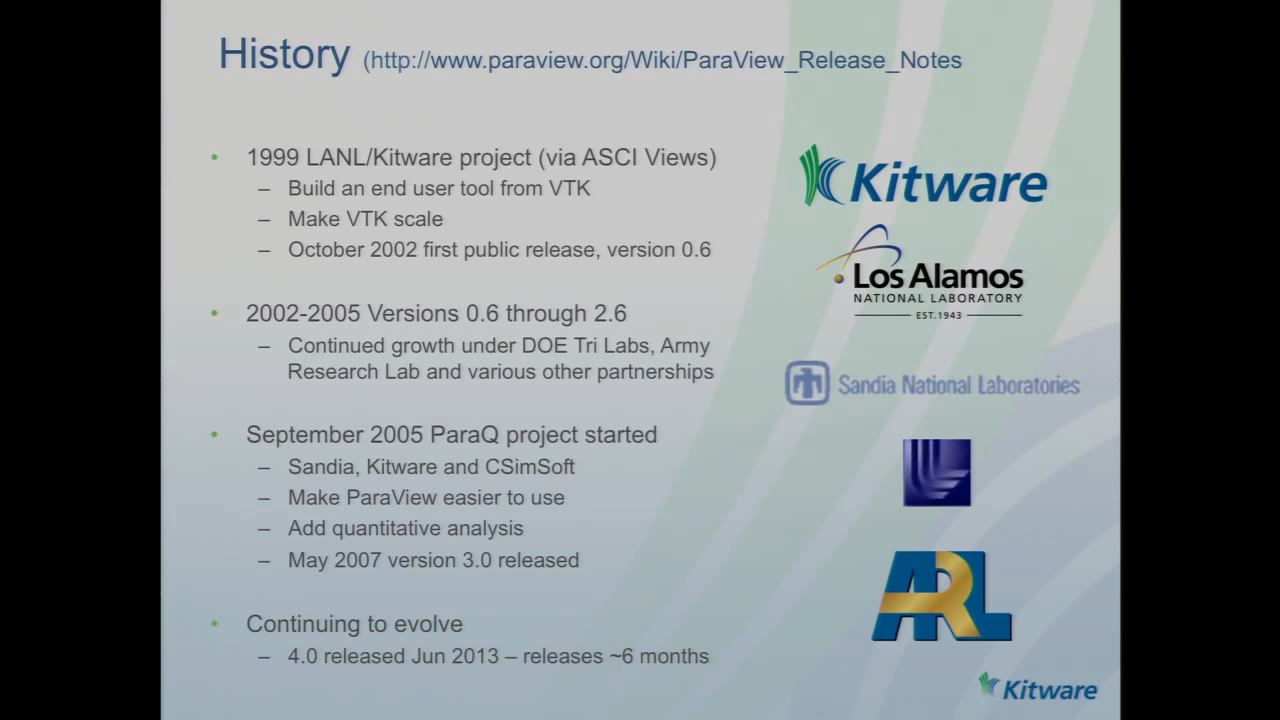 History (http://www.paraview.org/Wiki/ParaView_Release_Notes
• 1999 LANL/Kitware project (via ASCI Views)
– Build an end user tool from VTK
– Make VTK scale
– October 2002 first public release, version 0.6
• 2002-2005 Versions 0.6 through 2.6
– Continued growth under DOE Tri Labs, Army
Research Lab and various other partnerships
• September 2005 ParaQ project started
– Sandia, Kitware and CSimSoft
– Make ParaView easier to use
– Add quantitative analysis
– May 2007 version 3.0 released
• Continuing to evolve
– 4.0 released Jun 2013 – releases ~6 months
Kitware
Los Alamos
NATIONAL LABORATORY
EST.1943
Sandia National Laboratories
ARL
Kitware